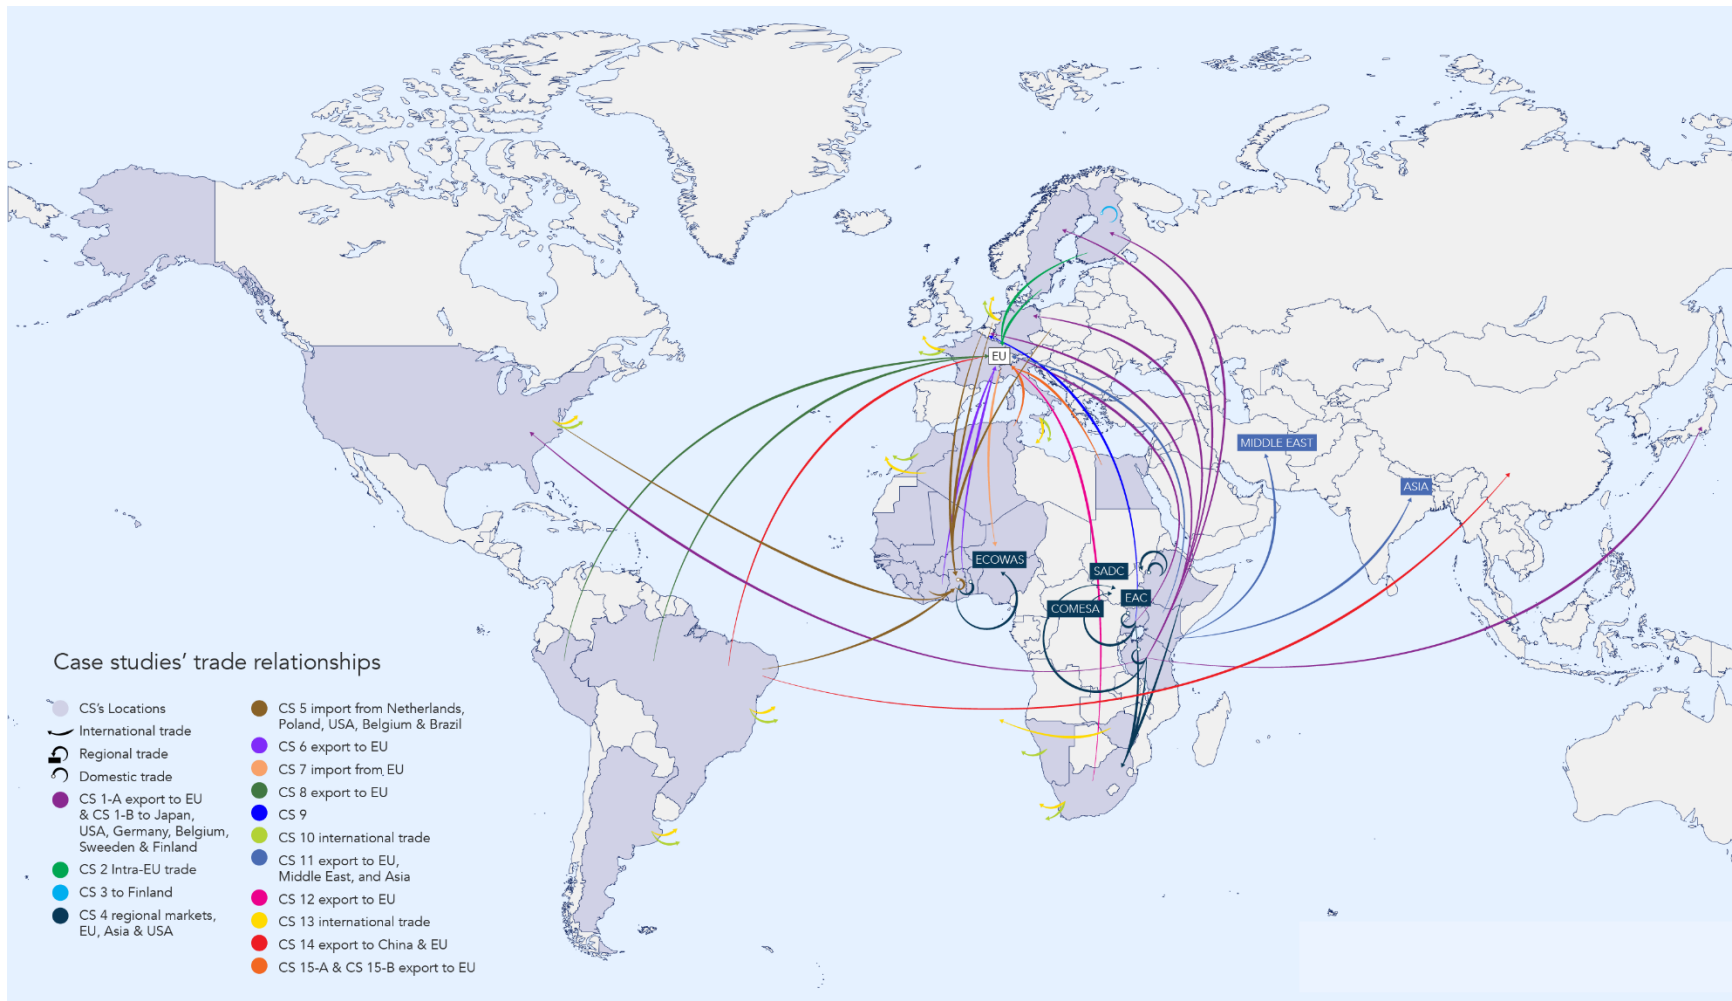 EU
MIDDLE EAST
ASIA
ECOWAS
SADC
EAC
COMESA
Case studies' trade relationships
CS's Locations
International trade
Regional trade
Domestic trade
CS 1-A export to EU
& CS 1-B to Japan,
USA, Germany, Belgium,
Sweeden & Finland
CS 2 Intra-EU trade
CS 3 to Finland
CS 4 regional markets,
EU, Asia & USA
CS 5 import from Netherlands,
Poland, USA, Belgium & Brazil
CS 6 export to EU
CS 7 import from EU
CS 8 export to EU
CS 9
CS 10 international trade
CS 11 export to EU,
Middle East, and Asia
CS 12 export to EU
CS 13 international trade
CS 14 export to China & EU
CS 15-A & CS 15-B export to EU